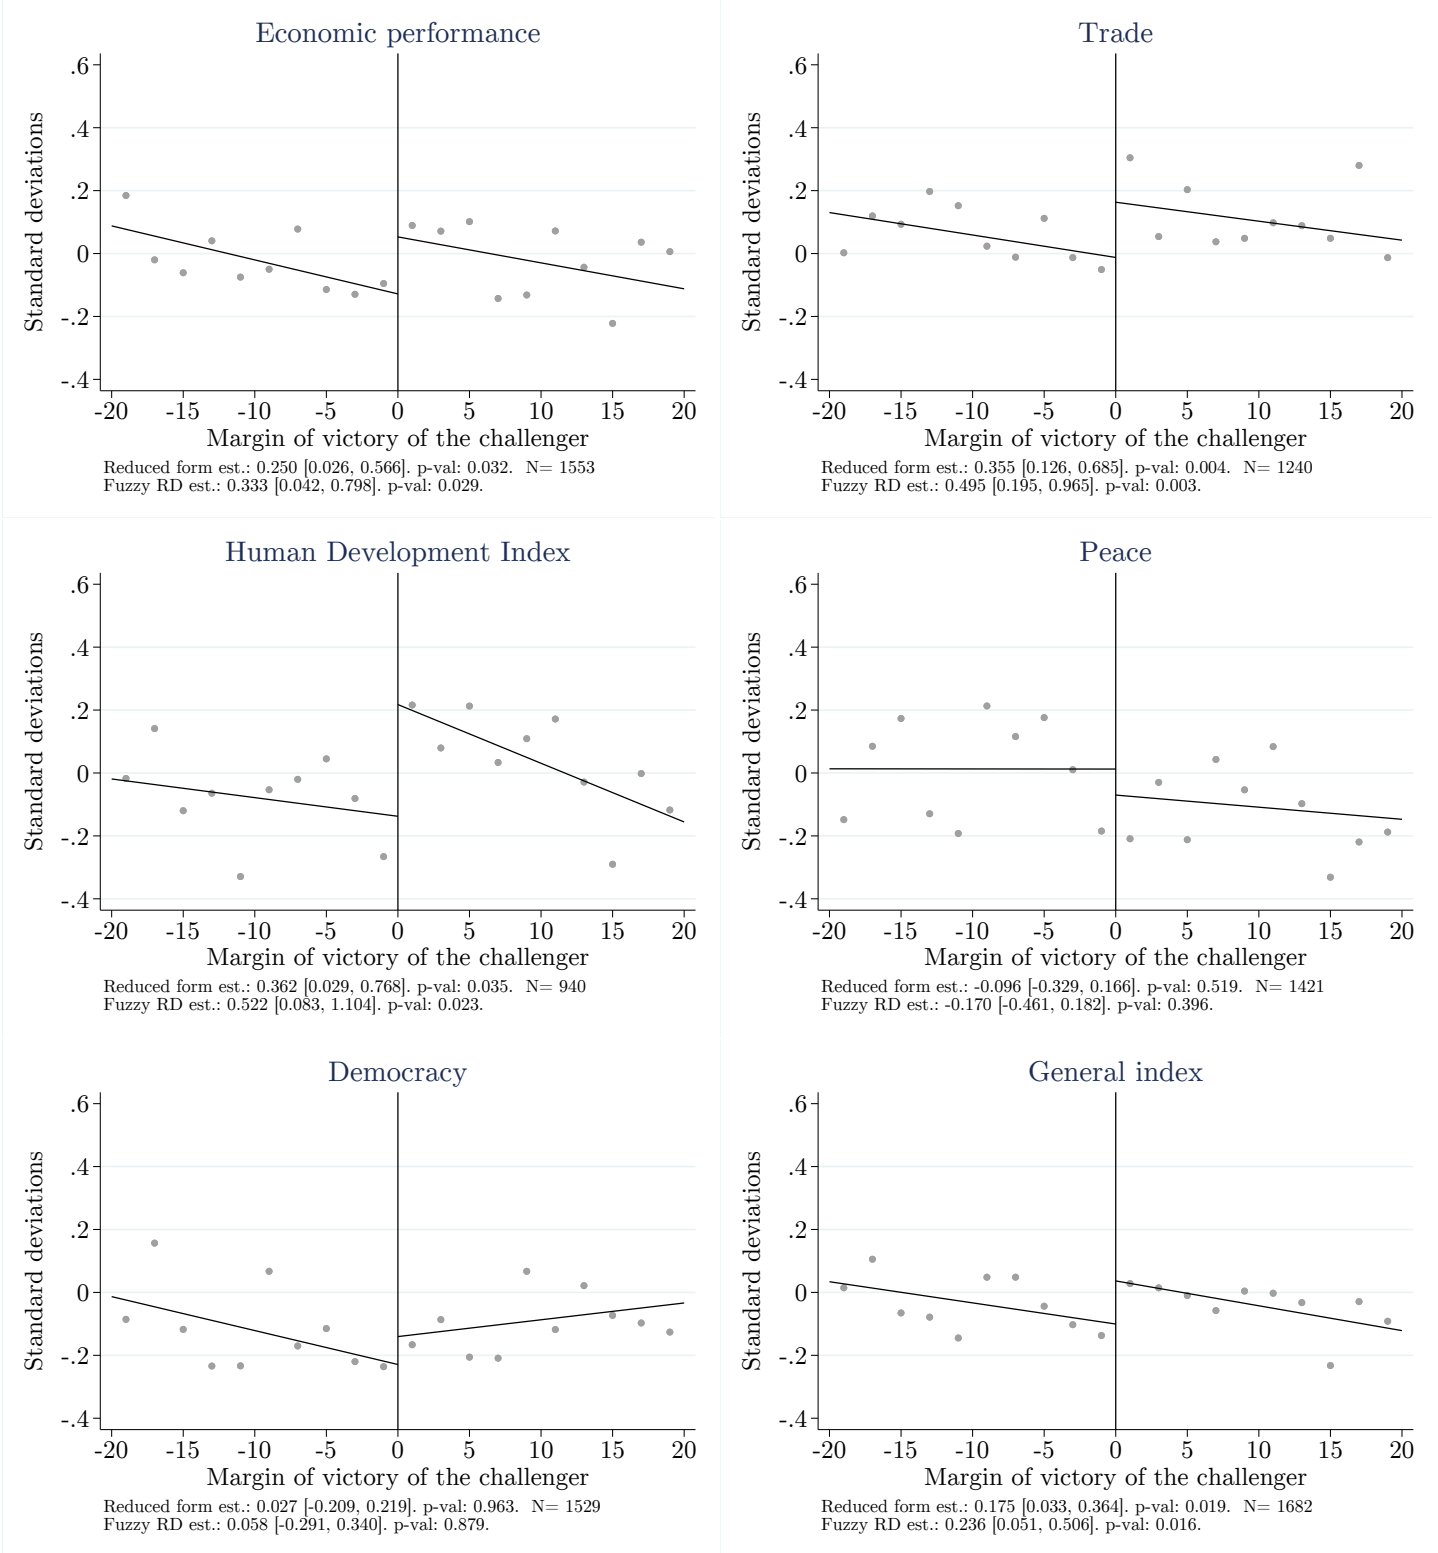 Economic performance
Standard deviations
.6
.4
.2
0
-.2
-.4
-20 -15 -10 -5 0 5 10 15 20
Margin of victory of the challenger
Reduced form est.: 0.250 [0.026, 0.566]. p-val: 0.032. N= 1553
Fuzzy RD est.: 0.333 [0.042, 0.798]. p-val: 0.029.
Trade
Standard deviations
.6
.4
.2
0
-.2
-.4
-20 -15 -10 -5 0 5 10 15 20
Margin of victory of the challenger
Reduced form est.: 0.355 [0.126, 0.685]. p-val: 0.004. N= 1240
Fuzzy RD est.: 0.495 [0.195, 0.965]. p-val: 0.003.
Human Development Index
Standard deviations
.6
.4
.2
0
-.2
-.4
-20 -15 -10 -5 0 5 10 15 20
Margin of victory of the challenger
Reduced form est.: 0.362 [0.029, 0.768]. p-val: 0.035. N= 940
Fuzzy RD est.: 0.522 [0.083, 1.104]. p-val: 0.023.
Peace
Standard deviations
.6
.4
.2
0
-.2
-.4
-20 -15 -10 -5 0 5 10 15 20
Margin of victory of the challenger
Reduced form est.: -0.096 [-0.329, 0.166]. p-val: 0.519. N= 1421
Fuzzy RD est.: -0.170 [-0.461, 0.182]. p-val: 0.396.
Democracy
Standard deviations
.6
.4
.2
0
-.2
-.4
-20 -15 -10 -5 0 5 10 15 20
Margin of victory of the challenger
Reduced form est.: 0.027 [-0.209, 0.219]. p-val: 0.963. N= 1529
Fuzzy RD est.: 0.058 [-0.291, 0.340]. p-val: 0.879.
General index
Standard deviations
.6
.4
.2
0
-.2
-.4
-20 -15 -10 -5 0 5 10 15 20
Margin of victory of the challenger
Reduced form est.: 0.175 [0.033, 0.364]. p-val: 0.019. N= 1682
Fuzzy RD est.: 0.236 [0.051, 0.506]. p-val: 0.016.